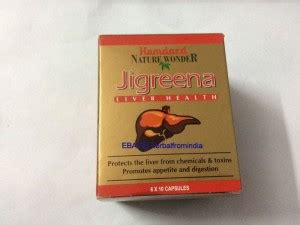 Hamdard
NATURE WONDER
Jigreena
LIVER HEALTH
Protects the liver from chemicals & toxins
Promotes appetite and digestion
6 X 10 CAPSULES